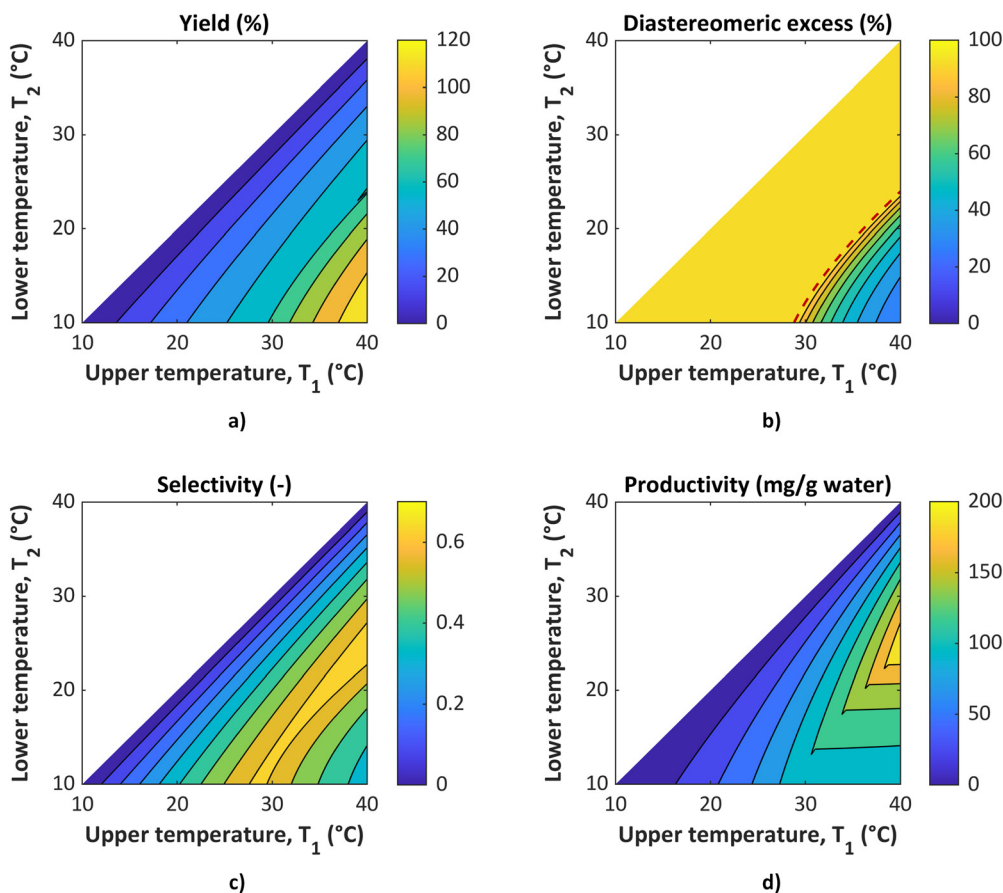 Yield (%)
Lower temperature, T2 (°C)
40
30
20
10
10 20 30 40
Upper temperature, T1 (°C)
120
100
80
60
40
20
0
a)
Diastereomeric excess (%)
Lower temperature, T2 (°C)
40
30
20
10
10 20 30 40
Upper temperature, T1 (°C)
100
80
60
40
20
0
b)
Selectivity (-)
Lower temperature, T2 (°C)
40
30
20
10
10 20 30 40
Upper temperature, T1 (°C)
0.6
0.4
0.2
0
c)
Productivity (mg/g water)
Lower temperature, T2 (°C)
40
30
20
10
10 20 30 40
Upper temperature, T1 (°C)
200
150
100
50
0
d)